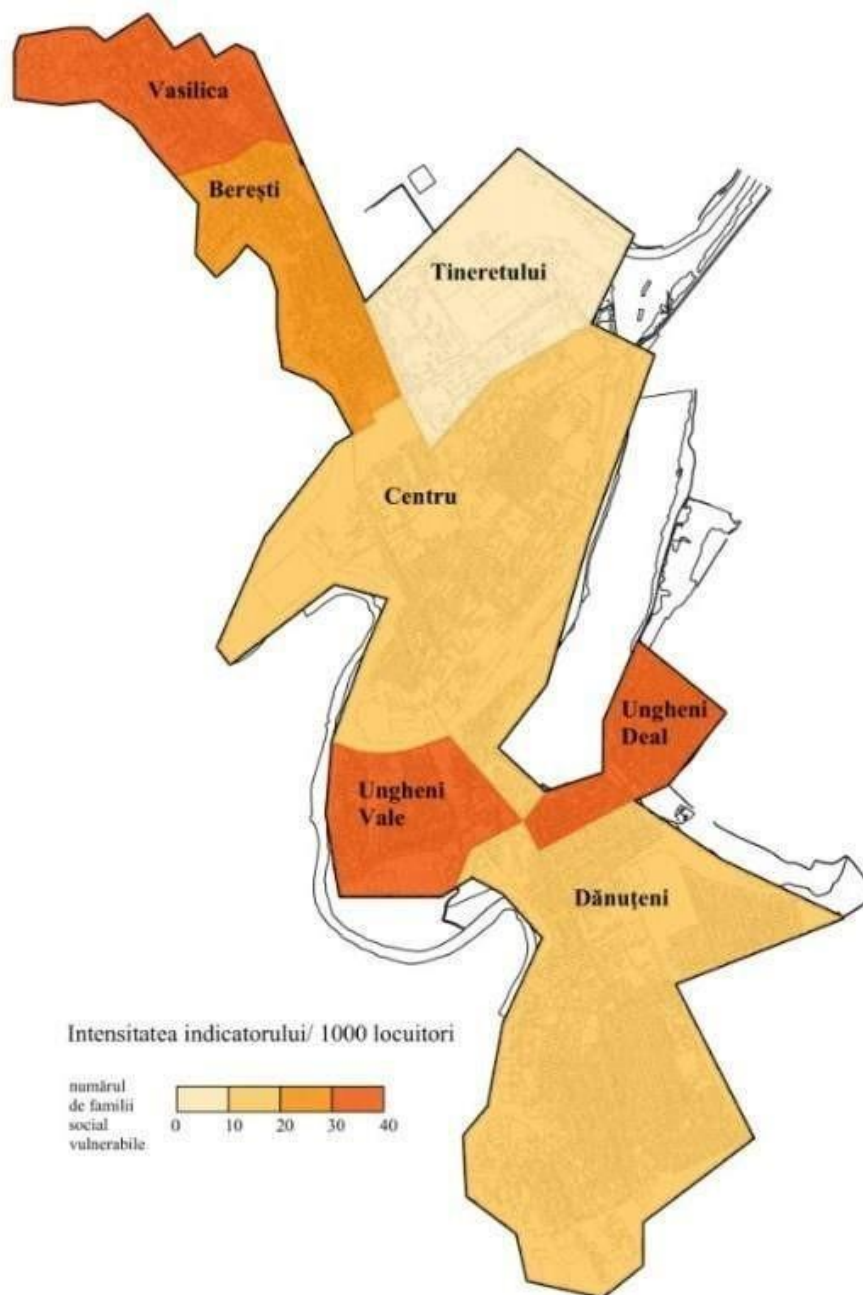 Vasilica
Berești
Tineretului
Centru
Ungheni
Deal
Ungheni
Vale
Dănuțeni
Intensitatea indicatorului/ 1000 locuitori
numărul
de familii
social
vulnerabile
0 10 20 30 40